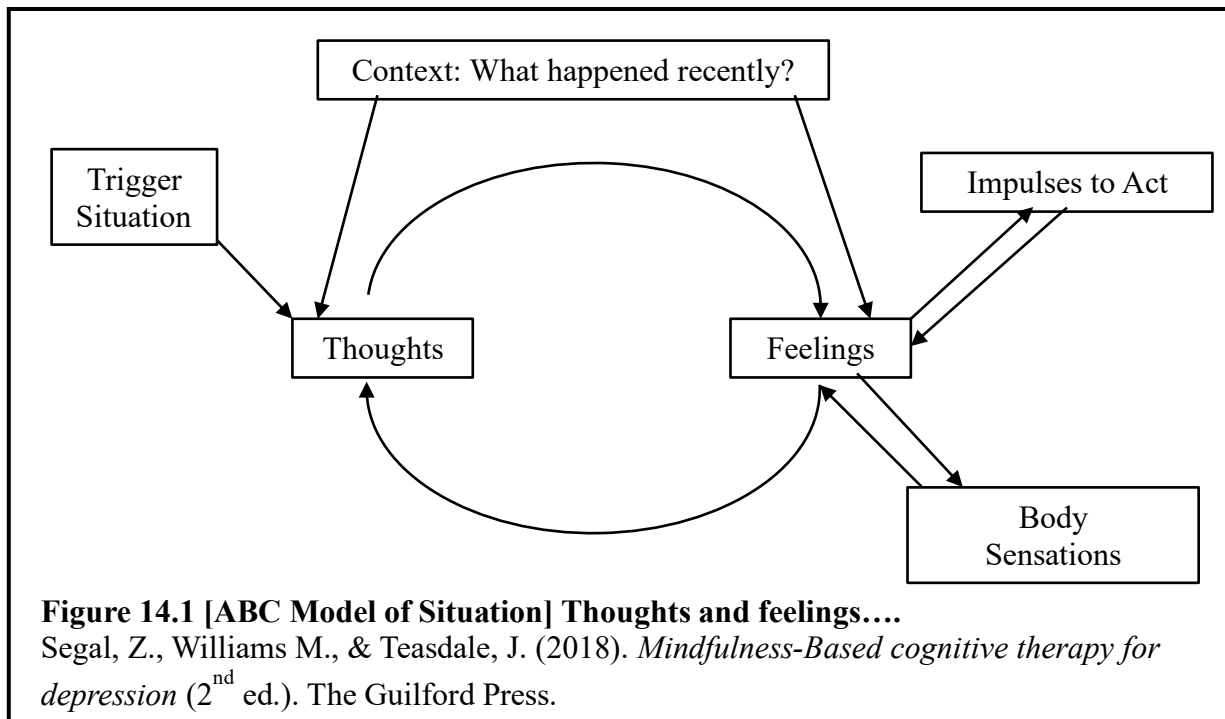 Context: What happened recently?
Trigger
Situation
Impulses to Act
Thoughts
Feelings
Body
Sensations
Figure 14.1 [ABC Model of Situation] Thoughts and feelings….
Segal, Z., Williams M., & Teasdale, J. (2018). Mindfulness-Based cognitive therapy for
depression (2nd ed.). The Guilford Press.